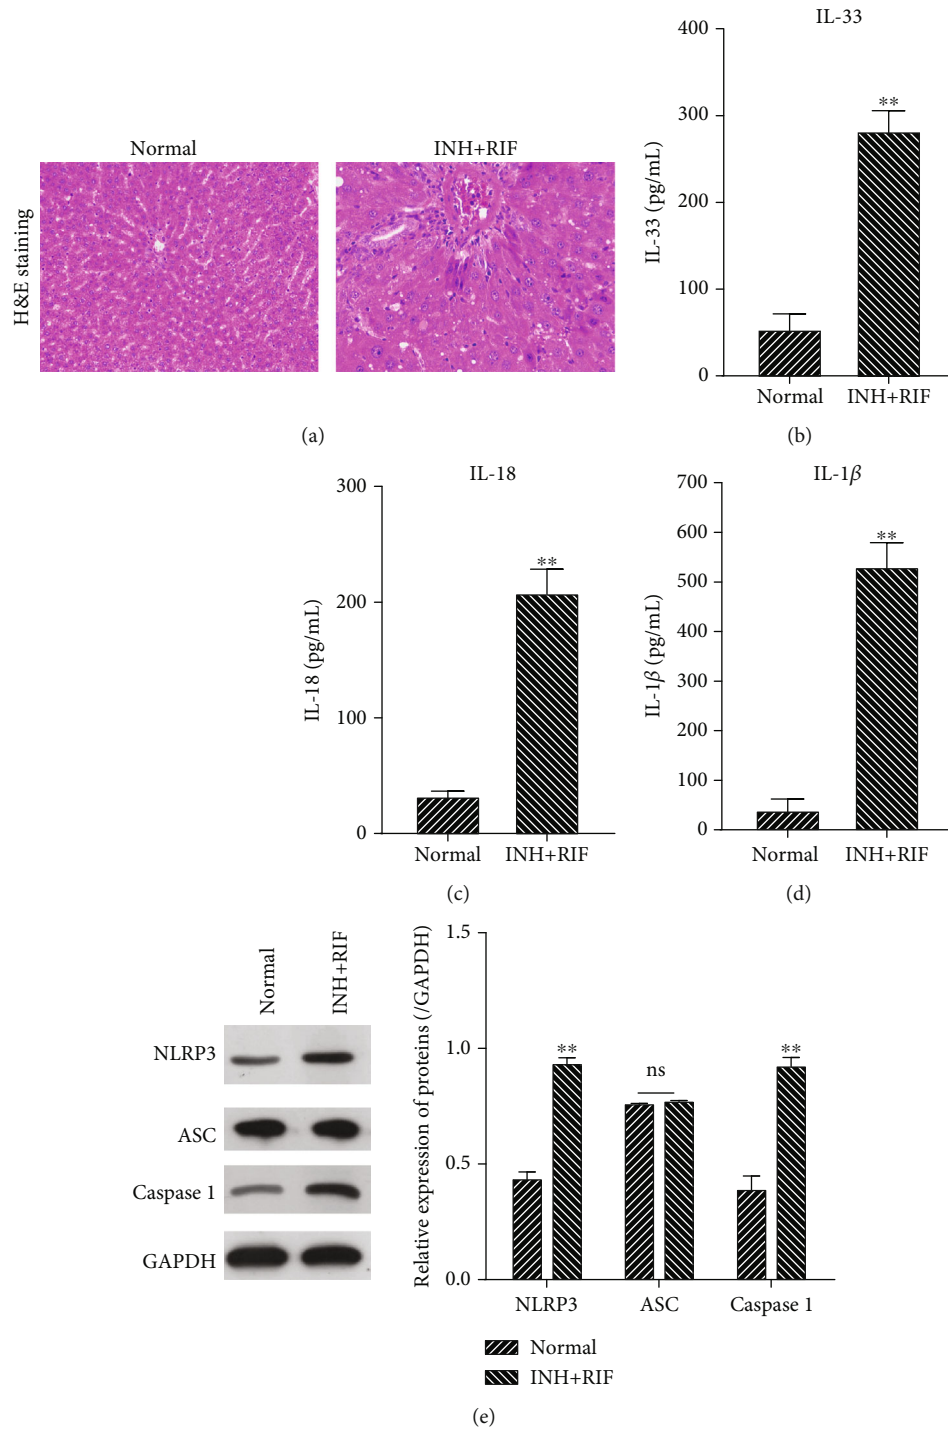 Normal
INH+RIF
H&E staining
(a)
IL-33
IL-33 (pg/mL)
400
300
200
100
0
**
Normal
INH+RIF
(b)
IL-18
IL-18 (pg/mL)
300
200
100
0
**
Normal
INH+RIF
(c)
IL-1β
IL-1β (pg/mL)
700
600
500
400
300
200
100
0
**
Normal
INH+RIF
(d)
Normal
INH+RIF
NLRP3
ASC
Caspase 1
GAPDH
Relative expression of proteins (/GAPDH)
1.5
1.0
0.5
0.0
**
ns
**
NLRP3
ASC
Caspase 1
Normal
INH+RIF
(e)